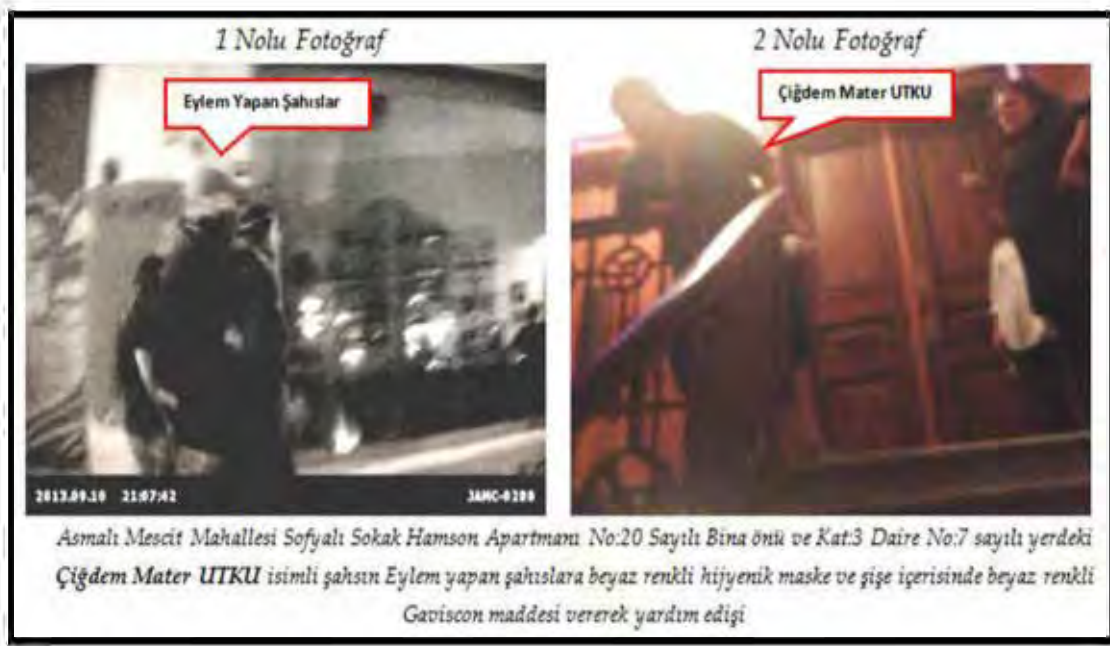 1 Nolu Fotoğraf
2 Nolu Fotoğraf
Eylem Yapan Şahıslar
Çiğdem Mater UTKU
2013.09.10 21:07:42
JAMC-0200
Asmalı Mescit Mahallesi Sofyalı Sokak Hamson Apartmanı No:20 Sayılı Bina önü ve Kat:3 Daire No:7 sayılı yerdeki
Çiğdem Mater UTKU isimli şahsın Eylem yapan şahıslara beyaz renkli hijyenik maske ve şişe içerisinde beyaz renkli
Gaviscon maddesi vererek yardım edişi